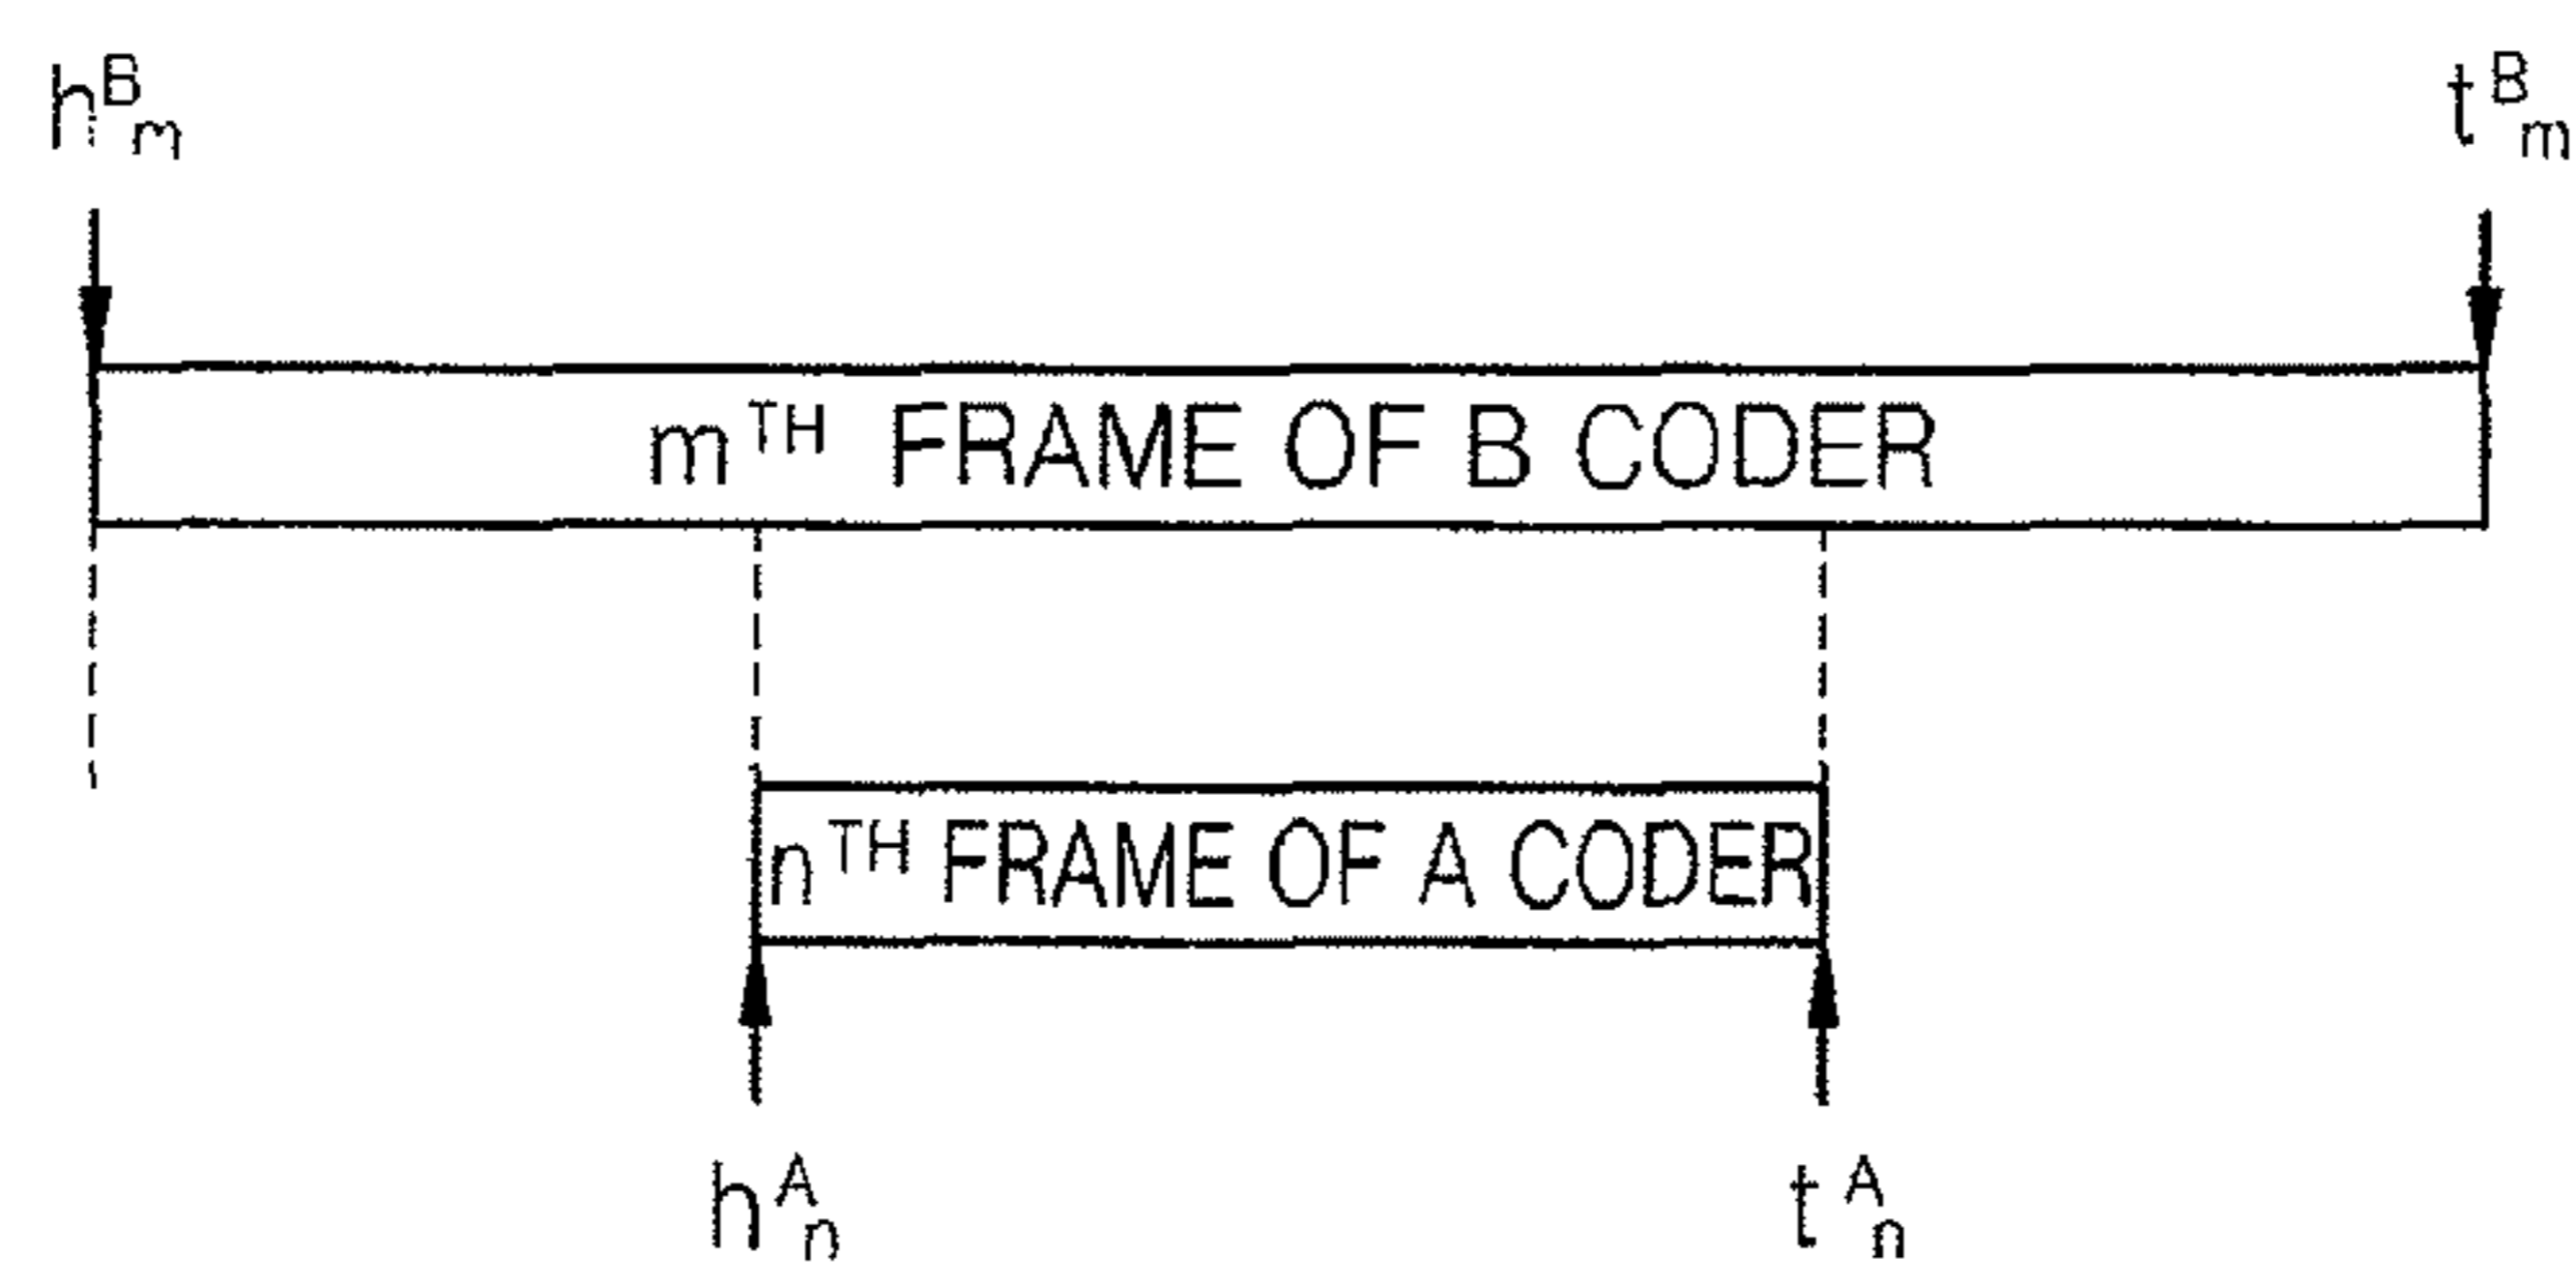 h^B_m t^B_m
m^TH FRAME OF B CODER
n^TH FRAME OF A CODER
h^A_n t^A_n